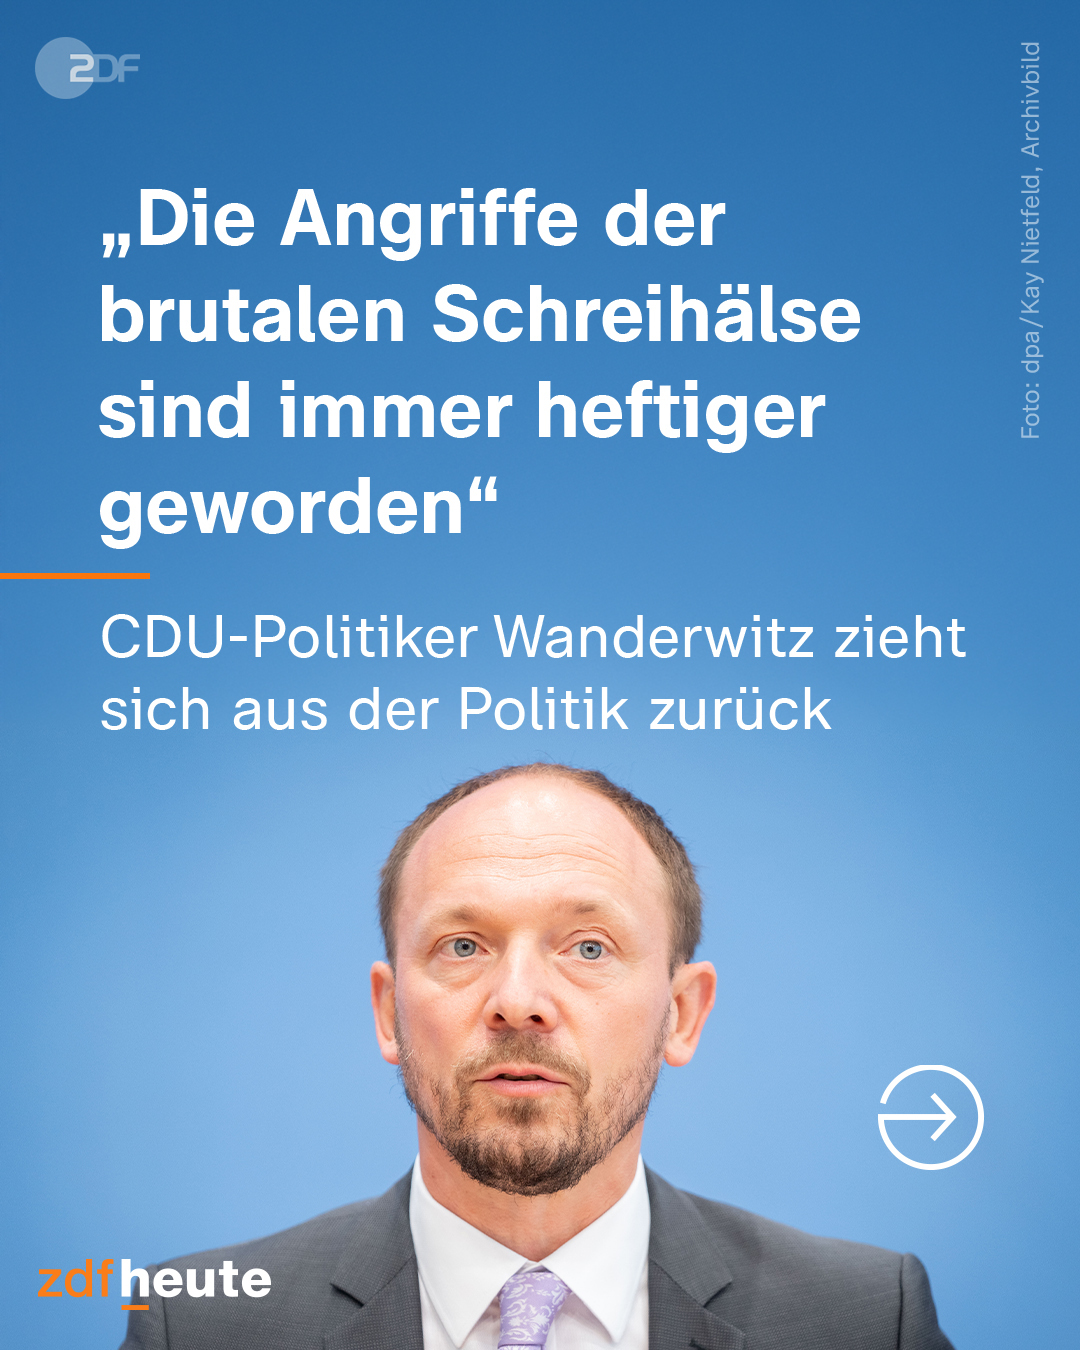 ZDF
Foto: dpa/Kay Nietfeld, Archivbild
„Die Angriffe der
brutalen Schreihälse
sind immer heftiger
geworden“
CDU-Politiker Wanderwitz zieht
sich aus der Politik zurück
zdfheute